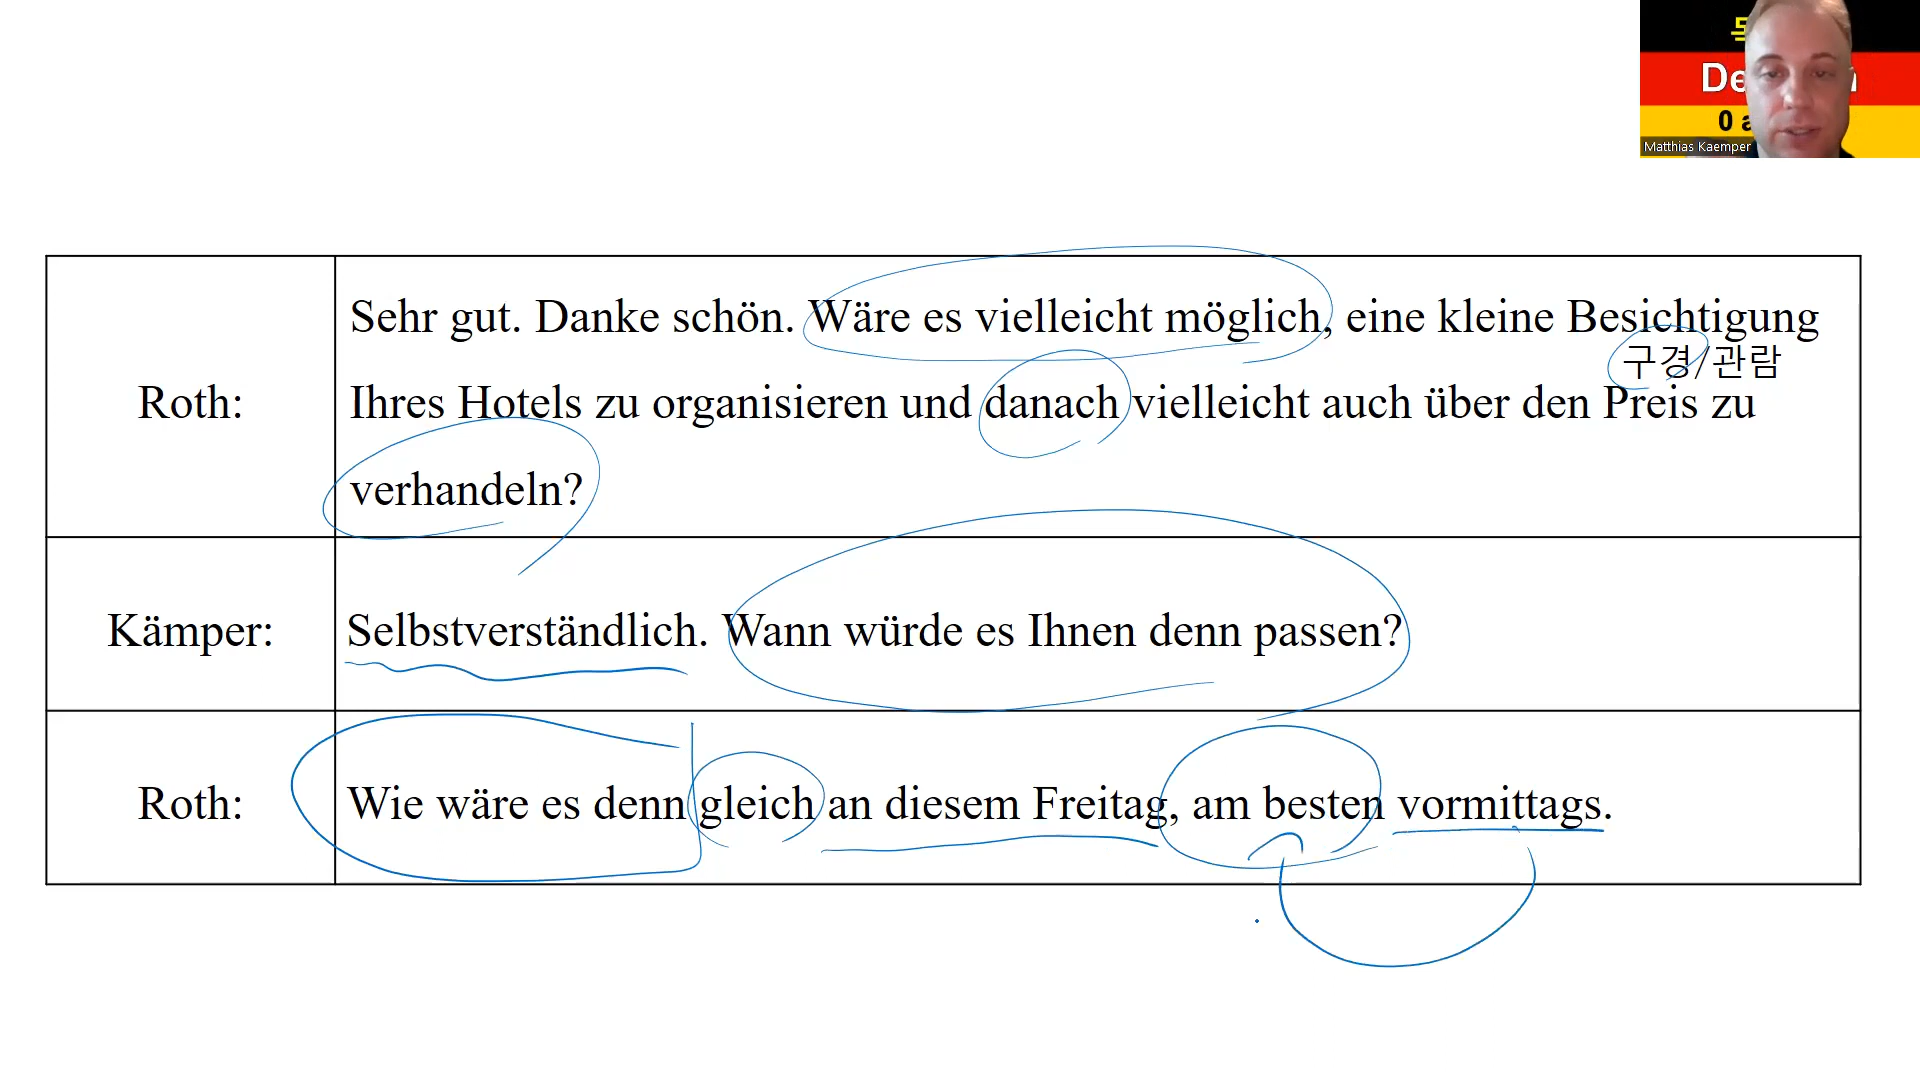 De
0 a
Matthias Kaemper
Roth:
Sehr gut. Danke schön. Wäre es vielleicht möglich, eine kleine Besichtigung
구경/관람
Ihres Hotels zu organisieren und danach vielleicht auch über den Preis zu
verhandeln?
Kämper:
Selbstverständlich. Wann würde es Ihnen denn passen?
Roth:
Wie wäre es denn gleich an diesem Freitag, am besten vormittags.